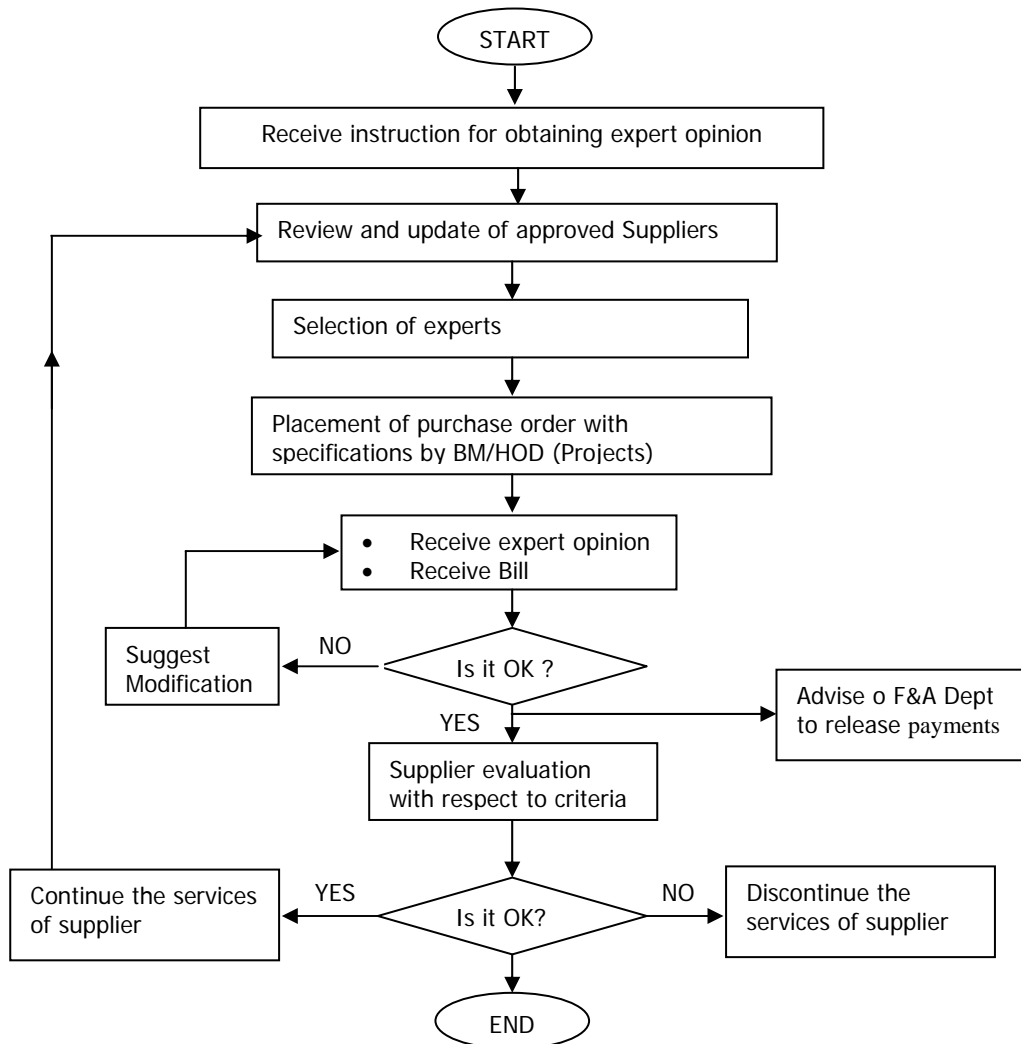 START
Receive instruction for obtaining expert opinion
Review and update of approved Suppliers
Selection of experts
Placement of purchase order with
specifications by BM/HOD (Projects)
• Receive expert opinion
• Receive Bill
Suggest
Modification
NO
Is it OK ?
YES
Advise o F&A Dept
to release payments
Supplier evaluation
with respect to criteria
Continue the services
of supplier
YES
Is it OK?
NO
Discontinue the
services of supplier
END